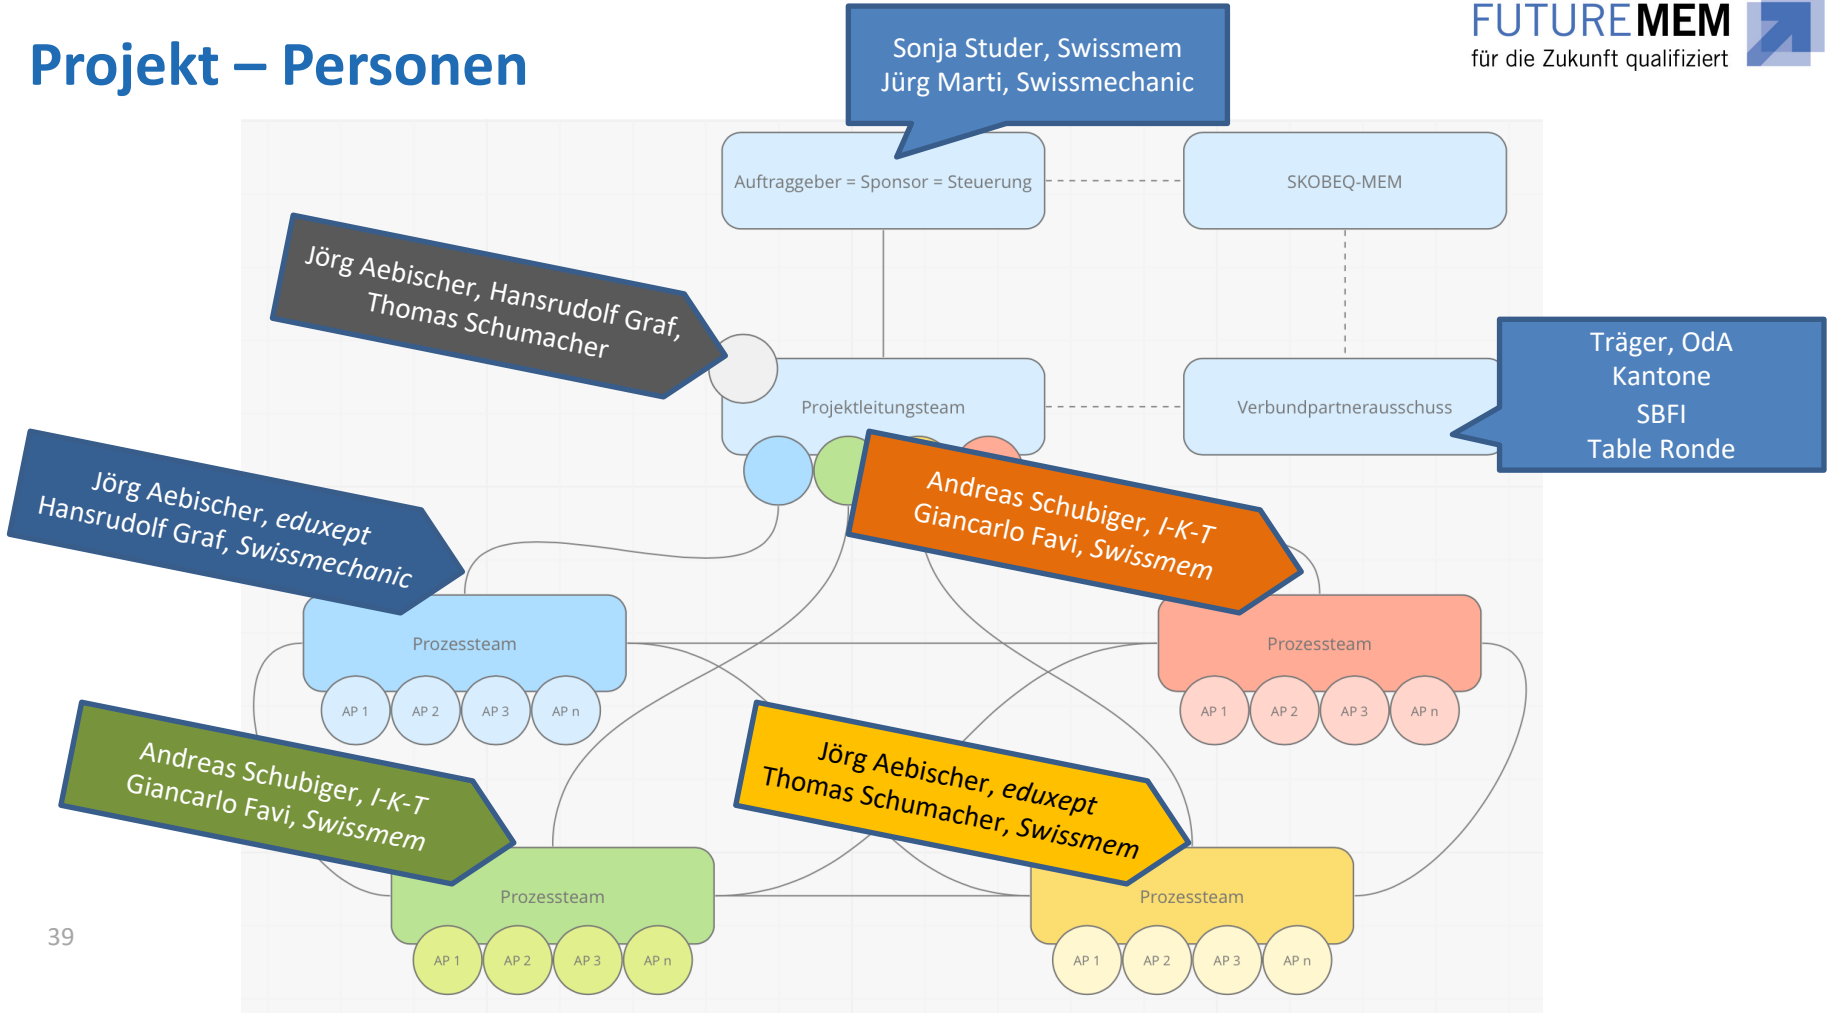 Projekt – Personen
FUTUREMEM
für die Zukunft qualifiziert
Sonja Studer, Swissmem
Jürg Marti, Swissmechanic
Auftraggeber = Sponsor = Steuerung
SKOBEQ-MEM
Jörg Aebischer, Hansrudolf Graf,
Thomas Schumacher
Projektleitungsteam
Verbundpartnerausschuss
Träger, OdA
Kantone
SBFI
Table Ronde
Jörg Aebischer, eduxept
Hansrudolf Graf, Swissmechanic
Andreas Schubiger, I-K-T
Giancarlo Favi, Swissmem
Prozessteam
AP 1 AP 2 AP 3 AP n
Prozessteam
AP 1 AP 2 AP 3 AP n
Andreas Schubiger, I-K-T
Giancarlo Favi, Swissmem
Jörg Aebischer, eduxept
Thomas Schumacher, Swissmem
Prozessteam
AP 1 AP 2 AP 3 AP n
Prozessteam
AP 1 AP 2 AP 3 AP n
39